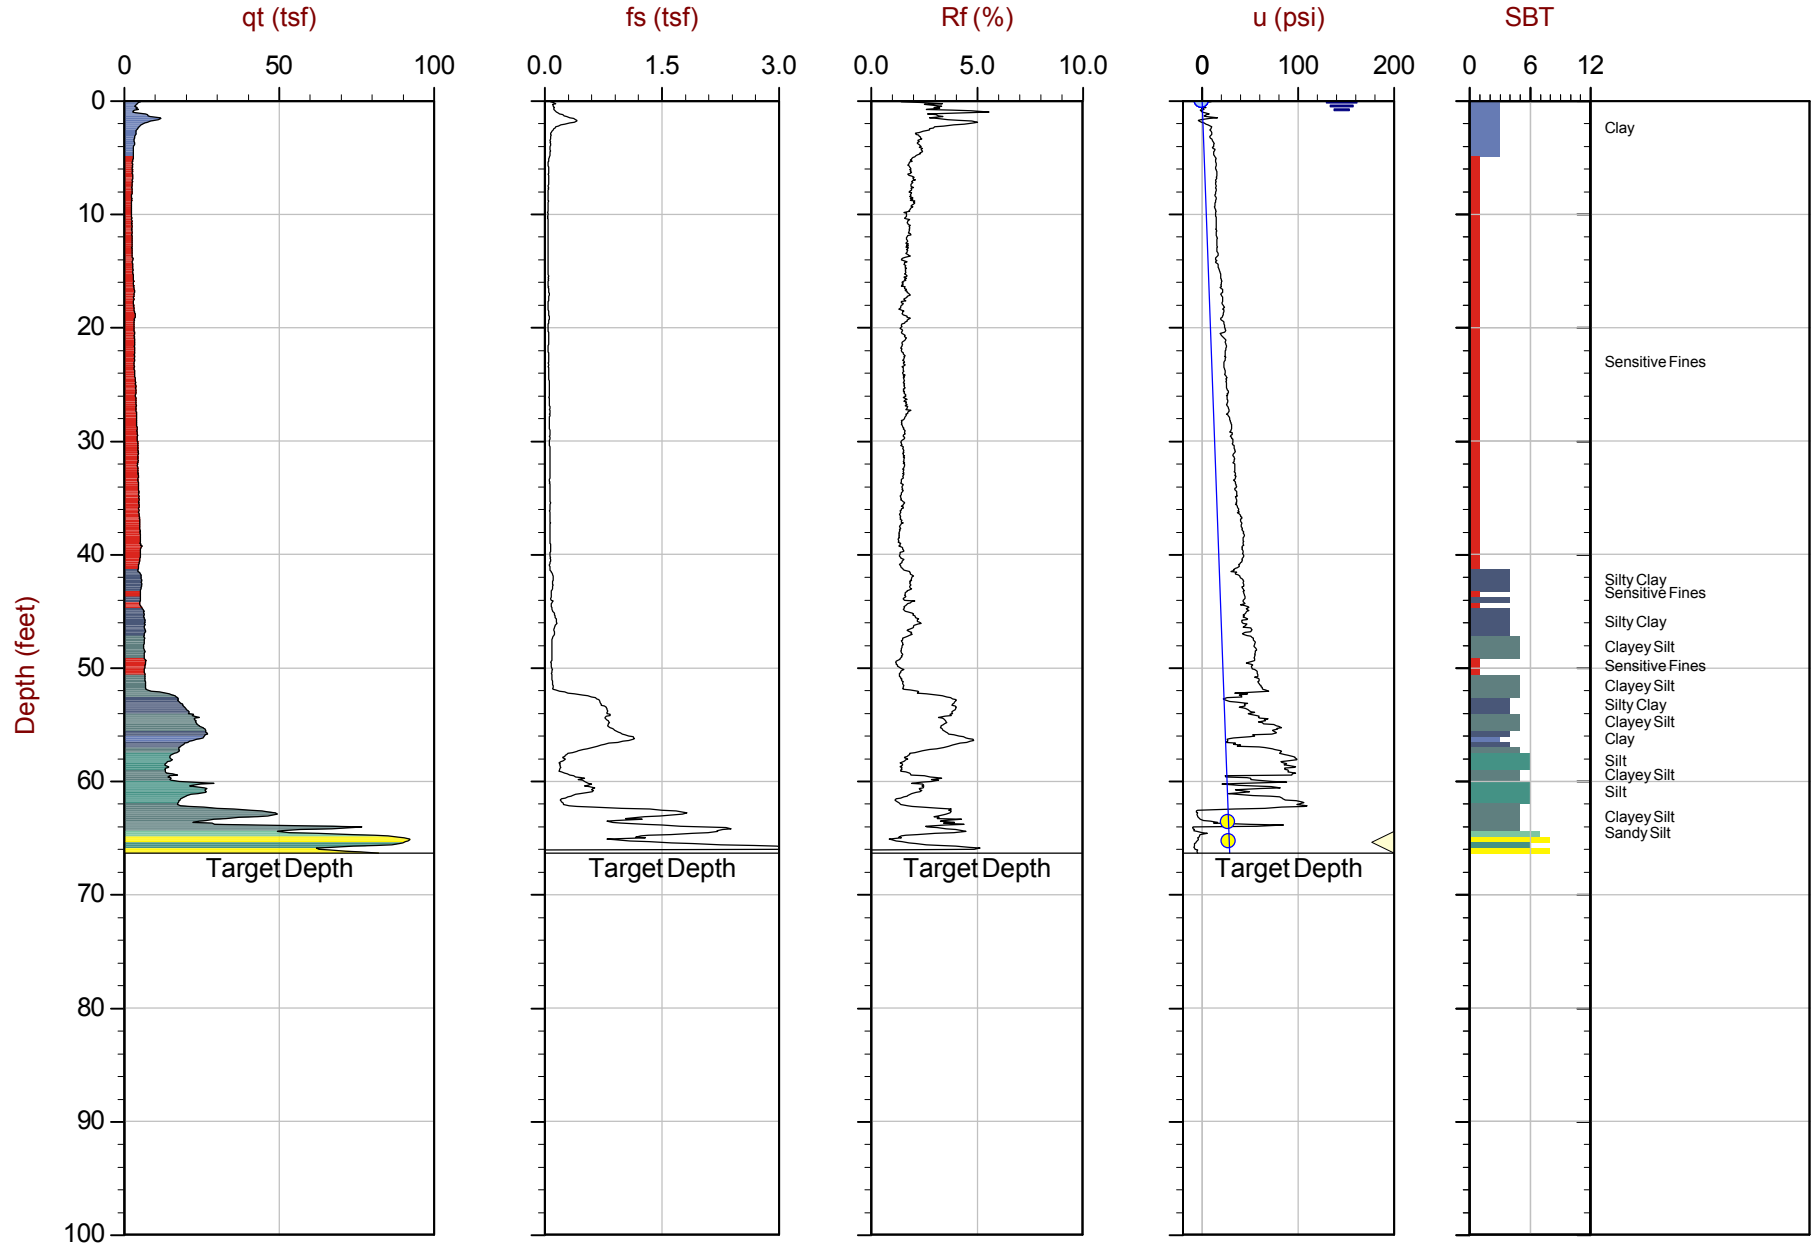 qt (tsf) fs (tsf) Rf (%) u (psi) SBT
0 50 100 0.0 1.5 3.0 0.0 5.0 10.0 0 100 200 0 6 12
0
Clay
10
20
Sensitive Fines
30
40
Silty Clay
Sensitive Fines
Silty Clay
Clayey Silt
50
Sensitive Fines
Clayey Silt
Silty Clay
Clayey Silt
Clay
Silt
Clayey Silt
60
Silt
Clayey Silt
Sandy Silt
Target Depth Target Depth Target Depth Target Depth
70
80
90
100
Depth (feet)